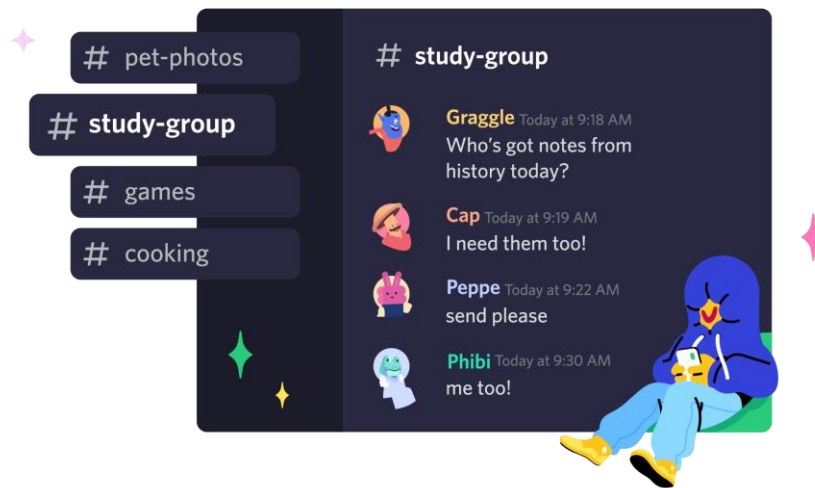 # pet-photos
# study-group
# games
# cooking
# study-group
Graggle Today at 9:18 AM
Who's got notes from
history today?
Cap Today at 9:19 AM
I need them too!
Peppe Today at 9:22 AM
send please
Phibi Today at 9:30 AM
me too!